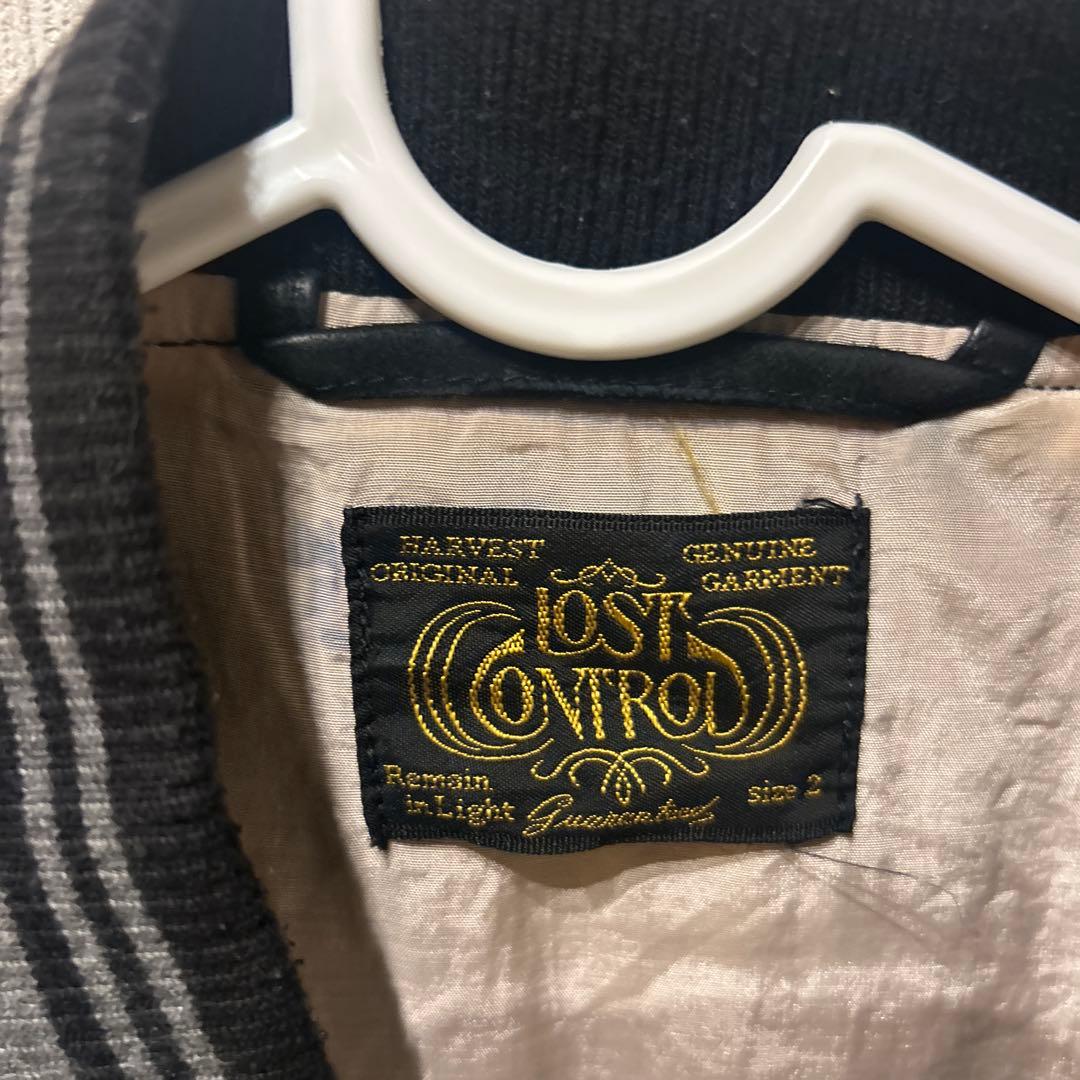 HARVEST
ORIGINAL
GENUINE
GARMENT
LOST
CONTROL
Remain
in Light
Guaranteed
size 2